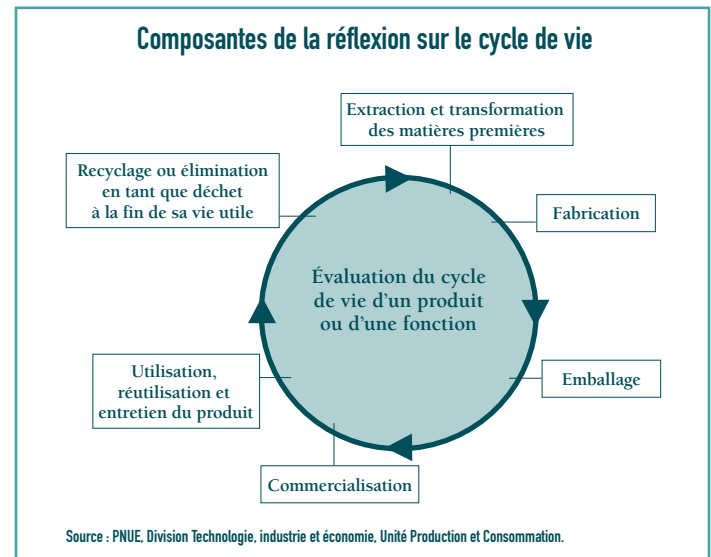 Composantes de la réflexion sur le cycle de vie
Extraction et transformation
des matières premières
Recyclage ou élimination
en tant que déchet
à la fin de sa vie utile
Fabrication
Évaluation du cycle
de vie d'un produit
ou d'une fonction
Utilisation,
réutilisation et
entretien du produit
Emballage
Commercialisation
Source : PNUE, Division Technologie, industrie et économie, Unité Production et Consommation.